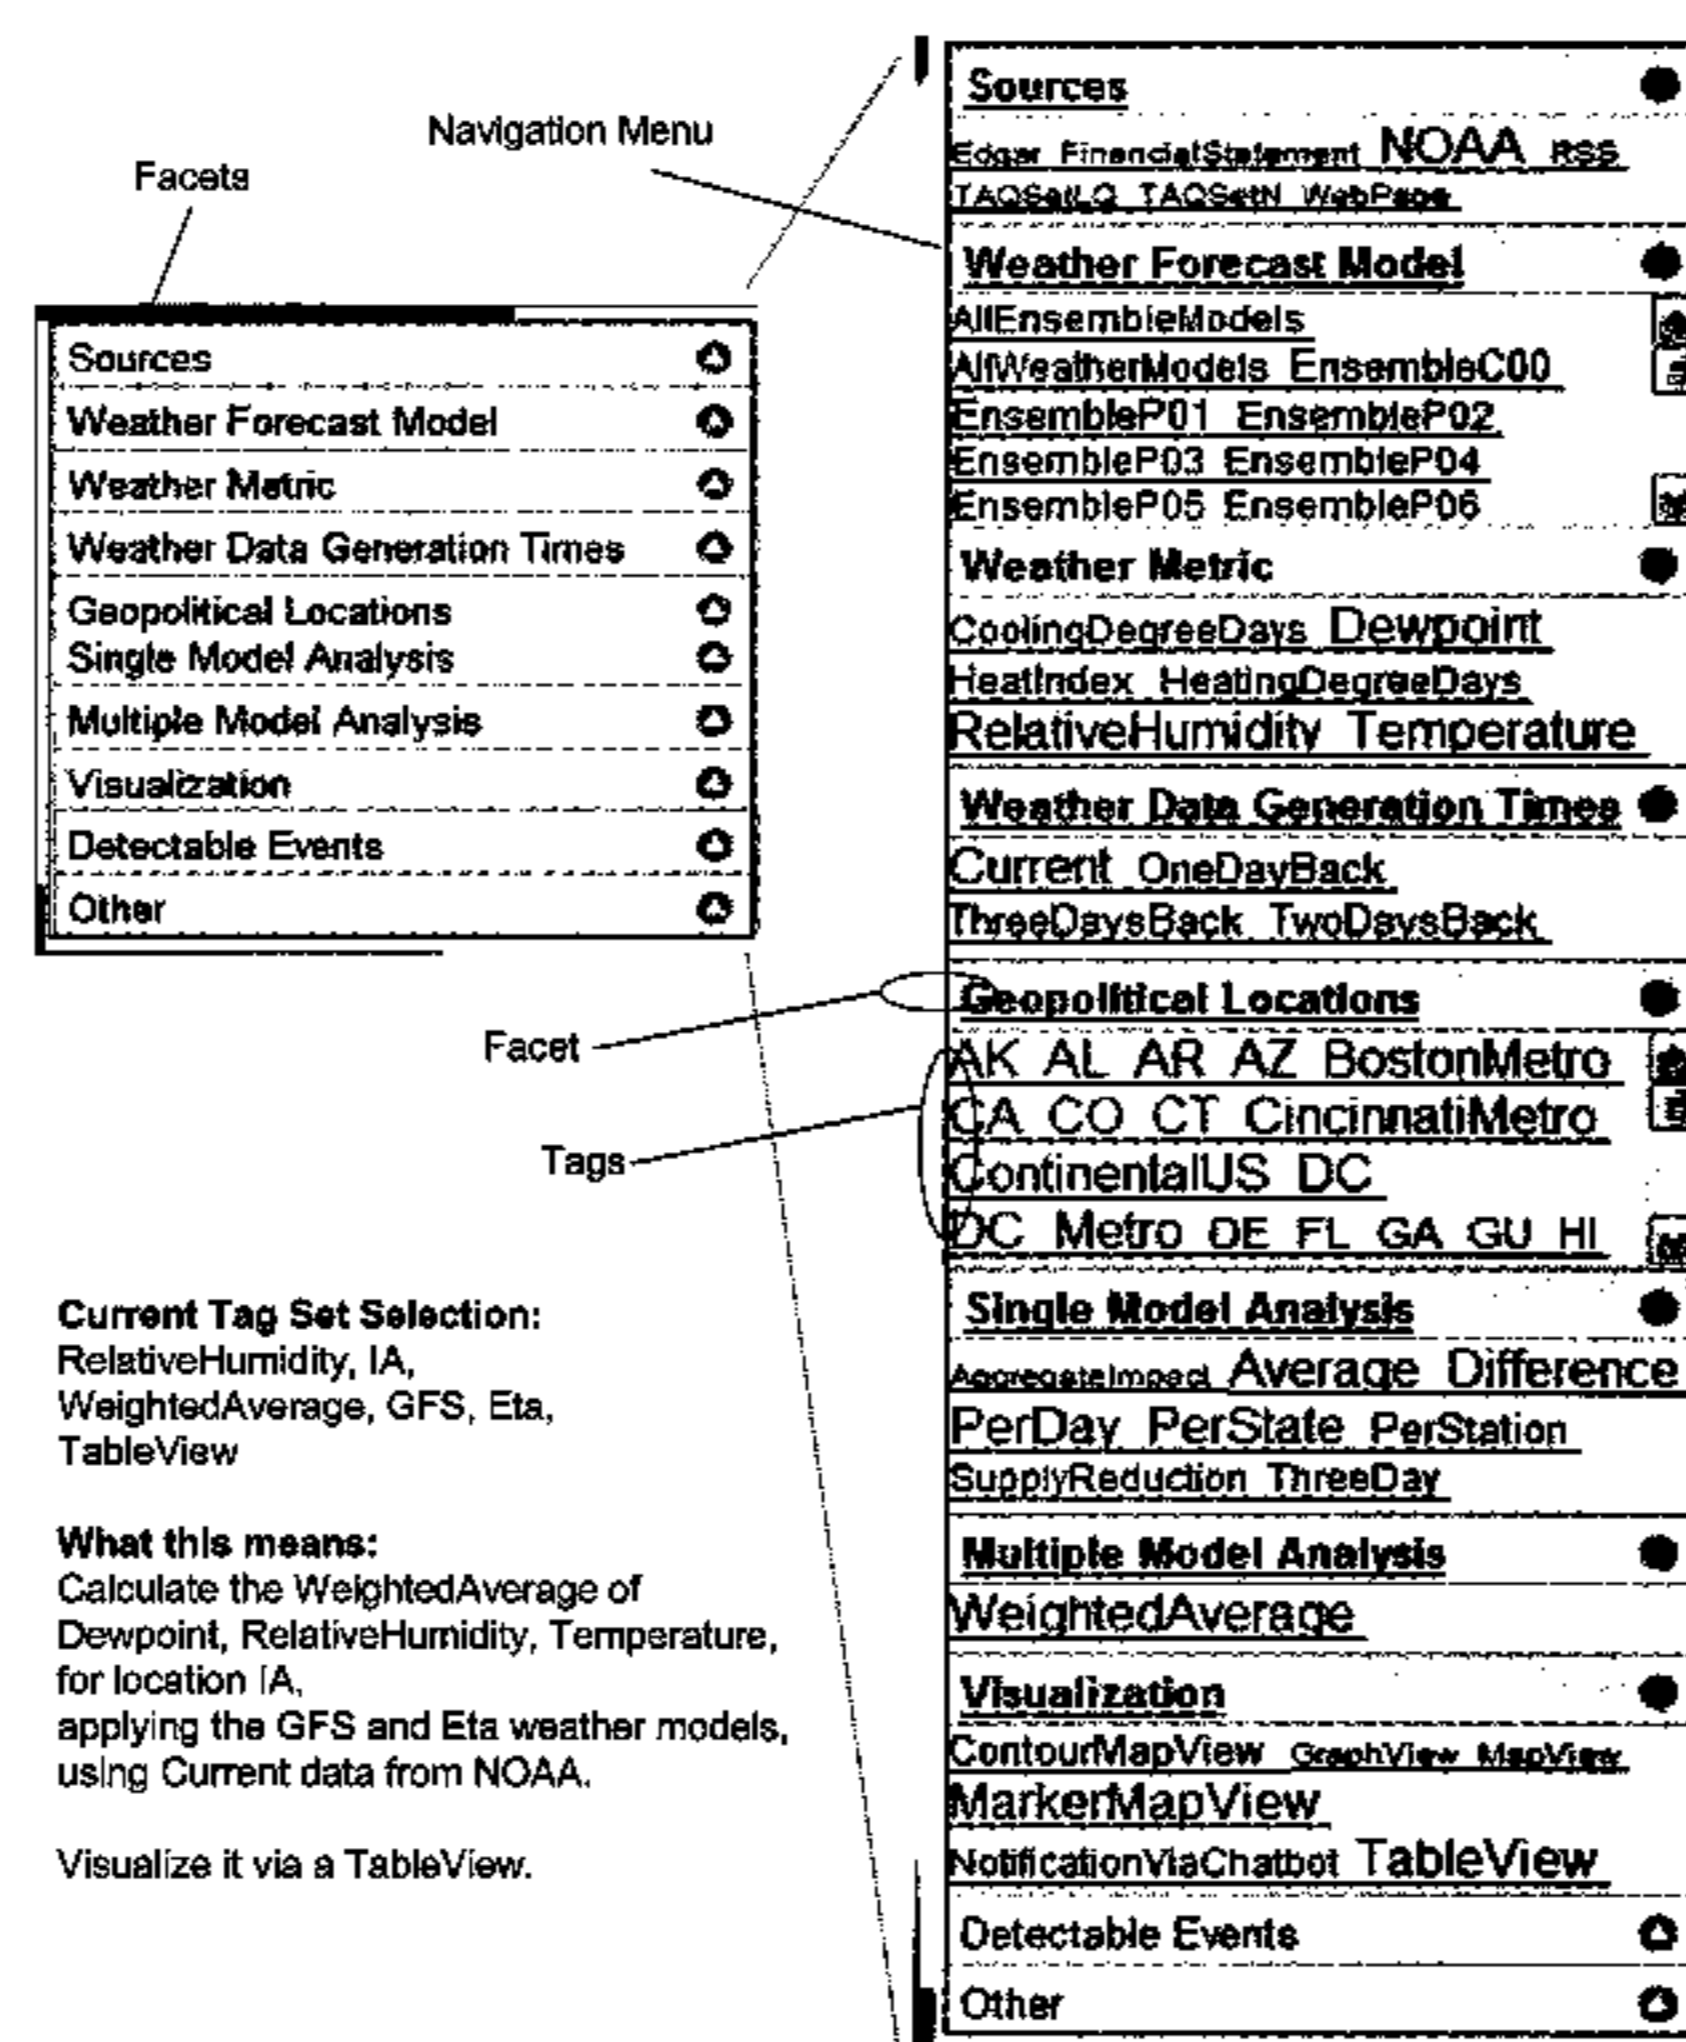 Navigation Menu
Facets
Sources
Weather Forecast Model
Weather Metric
Weather Data Generation Times
Geopolitical Locations
Single Model Analysis
Multiple Model Analysis
Visualization
Detectable Events
Other
Facet
Tags
Current Tag Set Selection:
RelativeHumidity, IA,
WeightedAverage, GFS, Eta,
TableView
What this means:
Calculate the WeightedAverage of
Dewpoint, RelativeHumidity, Temperature,
for location IA,
applying the GFS and Eta weather models,
using Current data from NOAA.
Visualize it via a TableView.
Sources
Edgar FinancialStatement NOAA RSS
TAQSetLQ TAQSetN WebPage
Weather Forecast Model
AllEnsembleModels
AllWeatherModels EnsembleC00
EnsembleP01 EnsembleP02
EnsembleP03 EnsembleP04
EnsembleP05 EnsembleP06
Weather Metric
CoolingDegreeDays Dewpoint
HeatIndex HeatingDegreeDays
RelativeHumidity Temperature
Weather Data Generation Times
Current OneDayBack
ThreeDaysBack TwoDaysBack
Geopolitical Locations
AK AL AR AZ BostonMetro
CA CO CT CincinnatiMetro
ContinentalUS DC
DC Metro DE FL GA GU HI
Single Model Analysis
AggregateImpact Average Difference
PerDay PerState PerStation
SupplyReduction ThreeDay
Multiple Model Analysis
WeightedAverage
Visualization
ContourMapView GraphView MapView
MarkerMapView
NotificationViaChatbot TableView
Detectable Events
Other